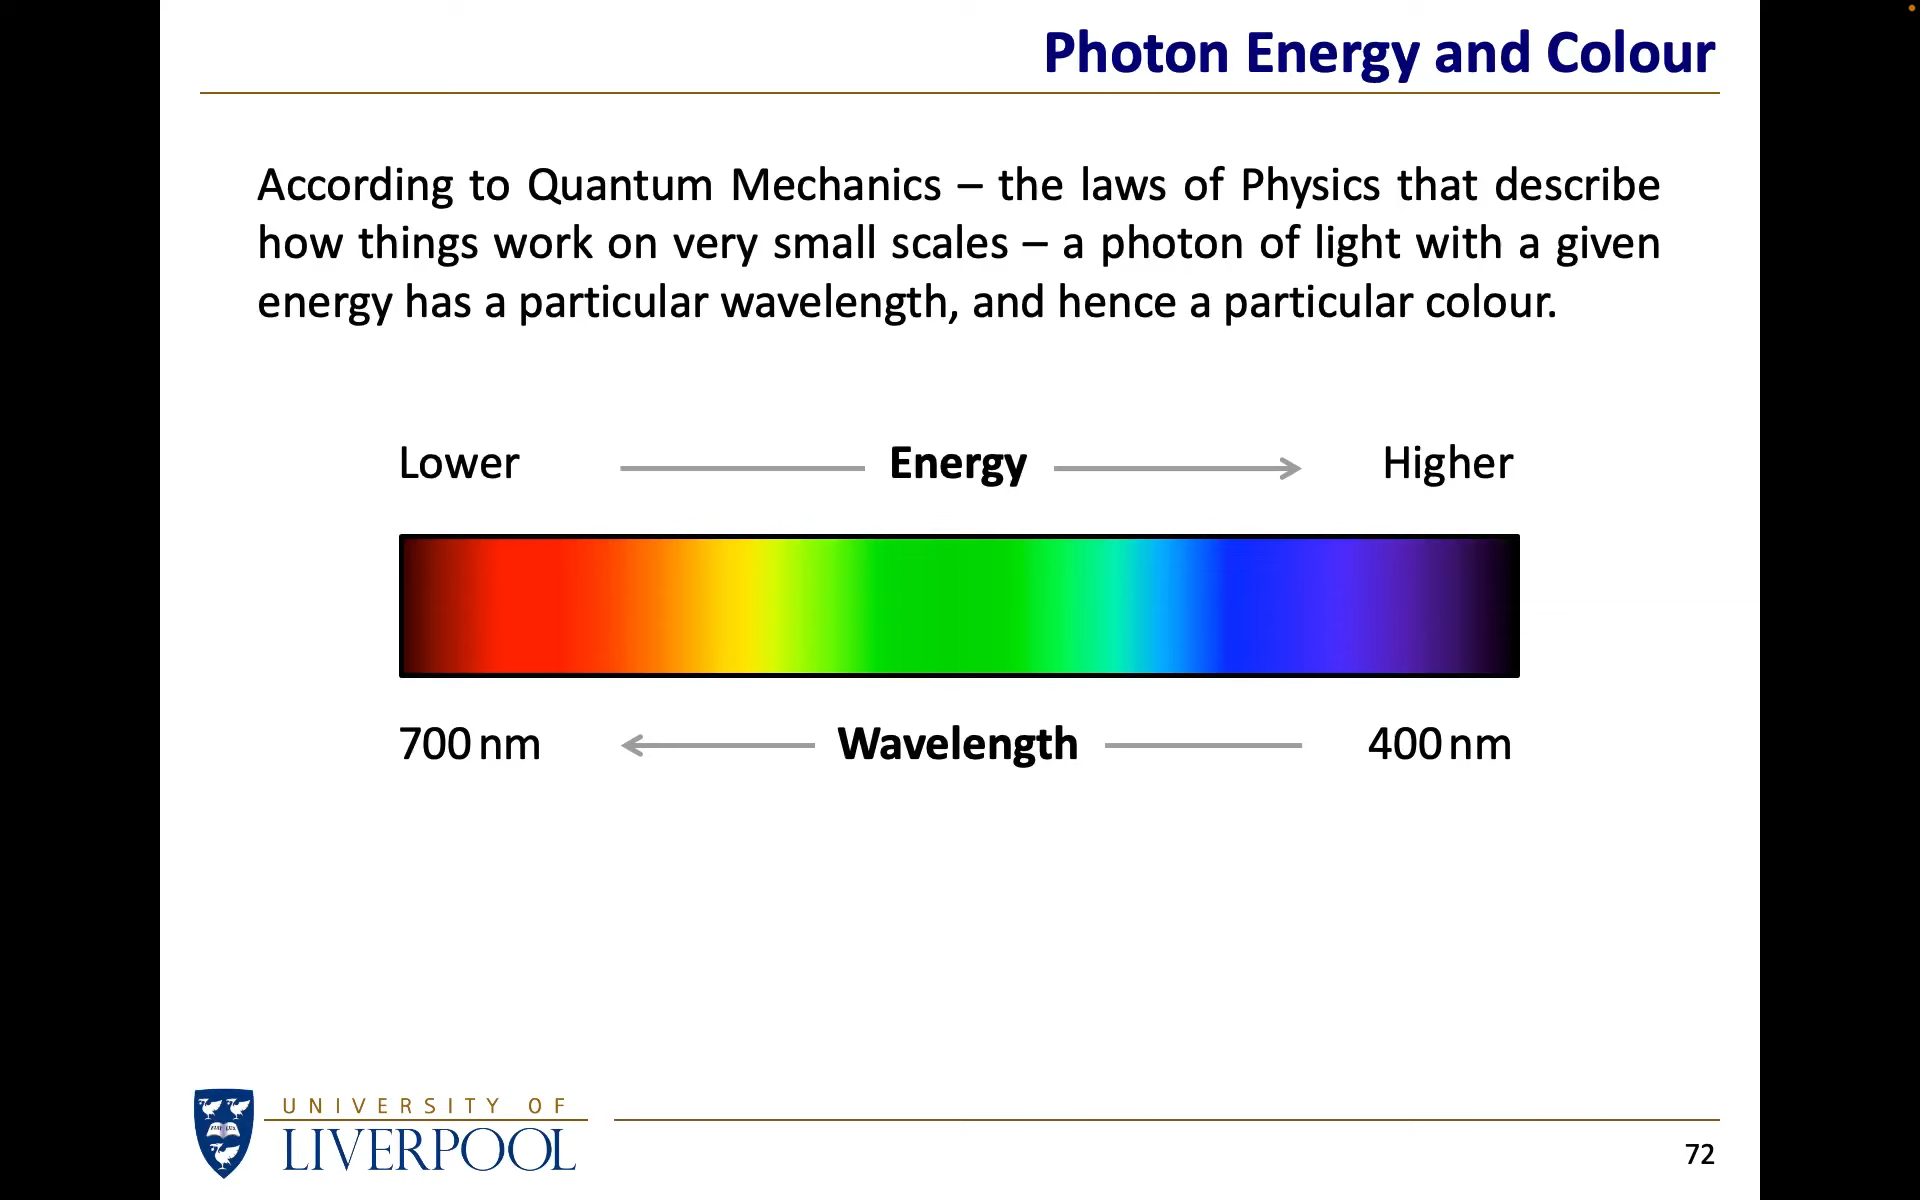 Photon Energy and Colour
According to Quantum Mechanics – the laws of Physics that describe
how things work on very small scales – a photon of light with a given
energy has a particular wavelength, and hence a particular colour.
Lower Energy Higher
700 nm Wavelength 400 nm
UNIVERSITY OF
LIVERPOOL
72